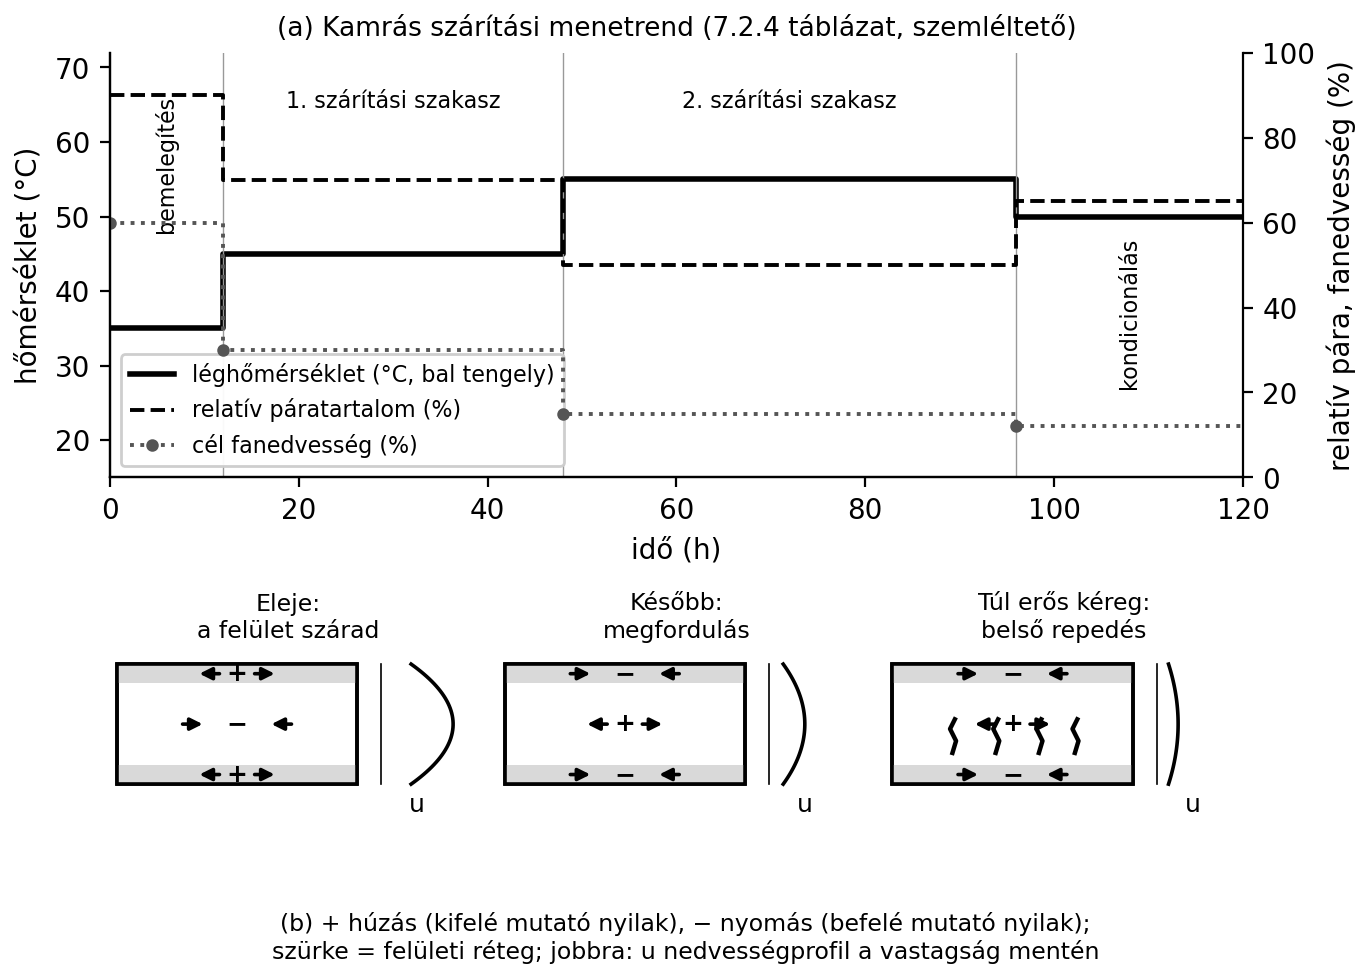 (a) Kamrás szárítási menetrend (7.2.4 táblázat, szemléltető)
hőmérséklet (°C)
70
60
50
40
30
20
bemelegítés
1. szárítási szakasz
2. szárítási szakasz
kondicionálás
léghőmérséklet (°C, bal tengely)
relatív páratartalom (%)
cél fanedvesség (%)
100
80
60
40
20
0
relatív pára, fanedvesség (%)
0 20 40 60 80 100 120
idő (h)
Eleje:
a felület szárad
+
−
+
u
Később:
megfordulás
−
+
−
u
Túl erős kéreg:
belső repedés
−
+
−
u
(b) + húzás (kifelé mutató nyilak), − nyomás (befelé mutató nyilak);
szürke = felületi réteg; jobbra: u nedvességprofil a vastagság mentén